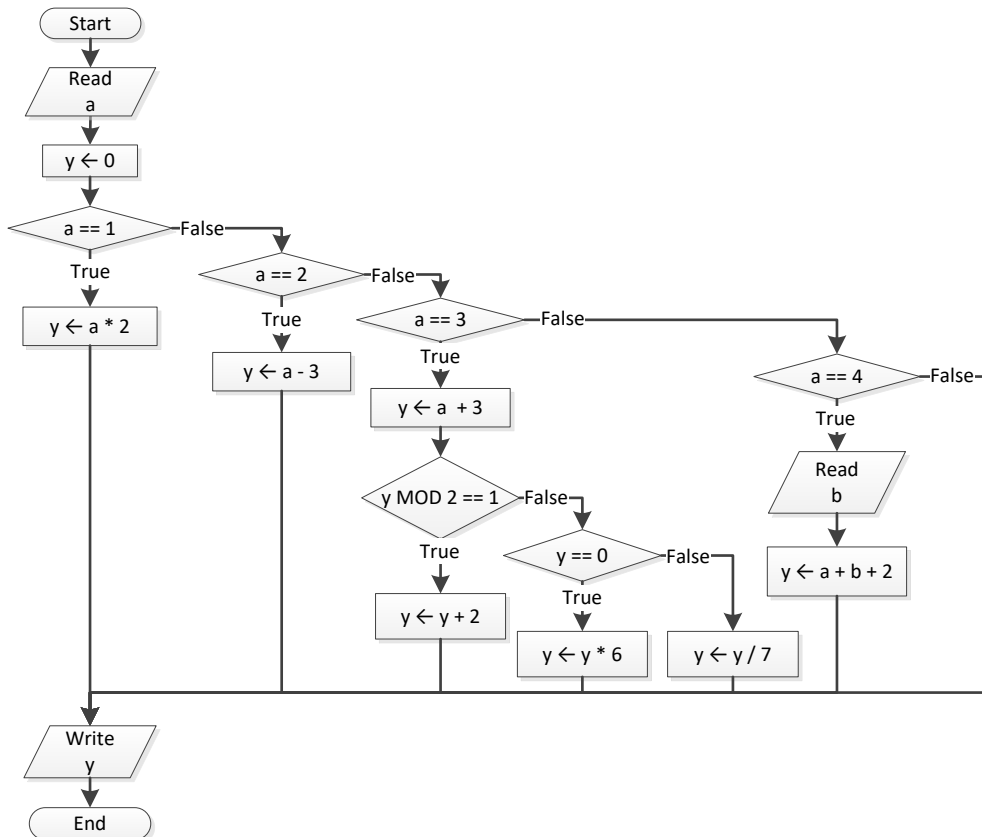 Start
Read
a
y ← 0
a == 1
False
True
y ← a * 2
a == 2
False
True
y ← a - 3
a == 3
False
True
y ← a + 3
y MOD 2 == 1
False
True
y ← y + 2
y == 0
False
True
y ← y * 6
y ← y / 7
a == 4
False
True
Read
b
y ← a + b + 2
Write
y
End